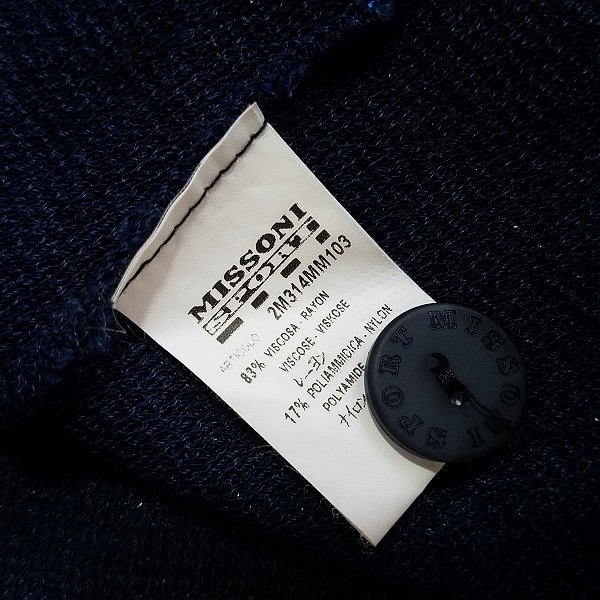 MISSONI
SPORT
ARTICOLO 2M314MM103
83% VISCOSA. RAYON
VISCOSE. VISKOSE
レーヨン
17% POLIAMMIDICA. NYLON
POLYAMIDE
ナイロン
MISSONI SPORT